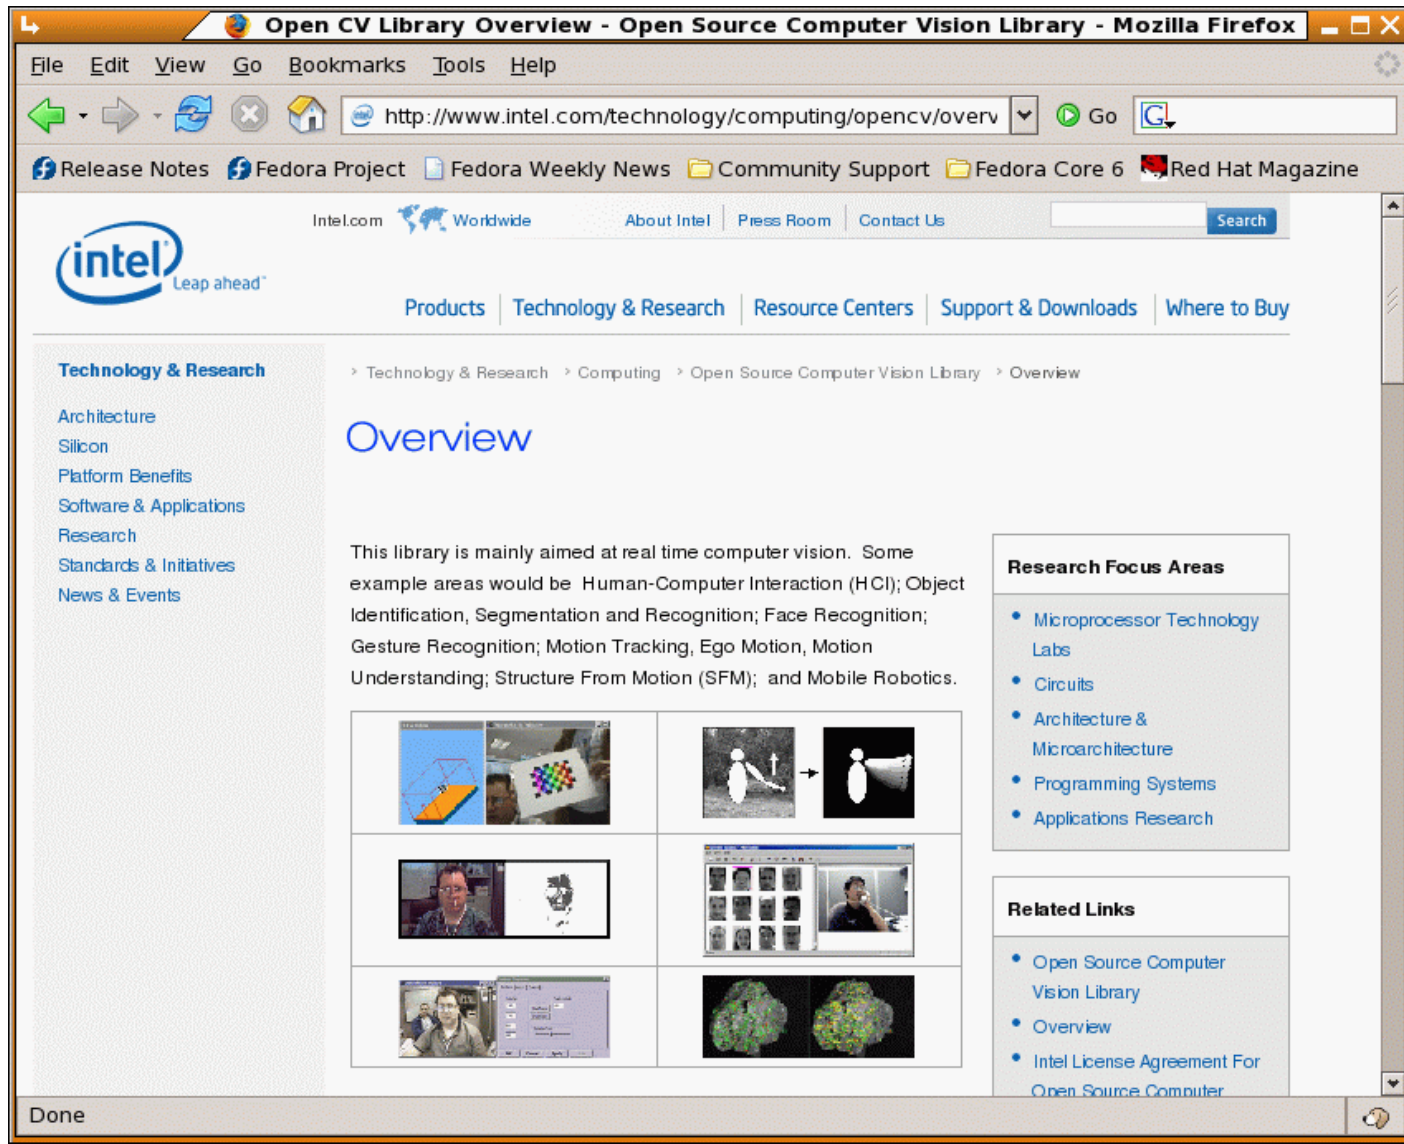 Open CV Library Overview - Open Source Computer Vision Library - Mozilla Firefox
File Edit View Go Bookmarks Tools Help
http://www.intel.com/technology/computing/opencv/overv Go G
Release Notes Fedora Project Fedora Weekly News Community Support Fedora Core 6 Red Hat Magazine
Intel.com Worldwide About Intel Press Room Contact Us Search
intel
Leap ahead™
Products Technology & Research Resource Centers Support & Downloads Where to Buy
Technology & Research
Architecture
Silicon
Platform Benefits
Software & Applications
Research
Standards & Initiatives
News & Events
> Technology & Research > Computing > Open Source Computer Vision Library > Overview
Overview
This library is mainly aimed at real time computer vision. Some
example areas would be Human-Computer Interaction (HCI); Object
Identification, Segmentation and Recognition; Face Recognition;
Gesture Recognition; Motion Tracking, Ego Motion, Motion
Understanding; Structure From Motion (SFM); and Mobile Robotics.
Research Focus Areas
Microprocessor Technology
Labs
Circuits
Architecture &
Microarchitecture
Programming Systems
Applications Research
Related Links
Open Source Computer
Vision Library
Overview
Intel License Agreement For
Open Source Computer
Done